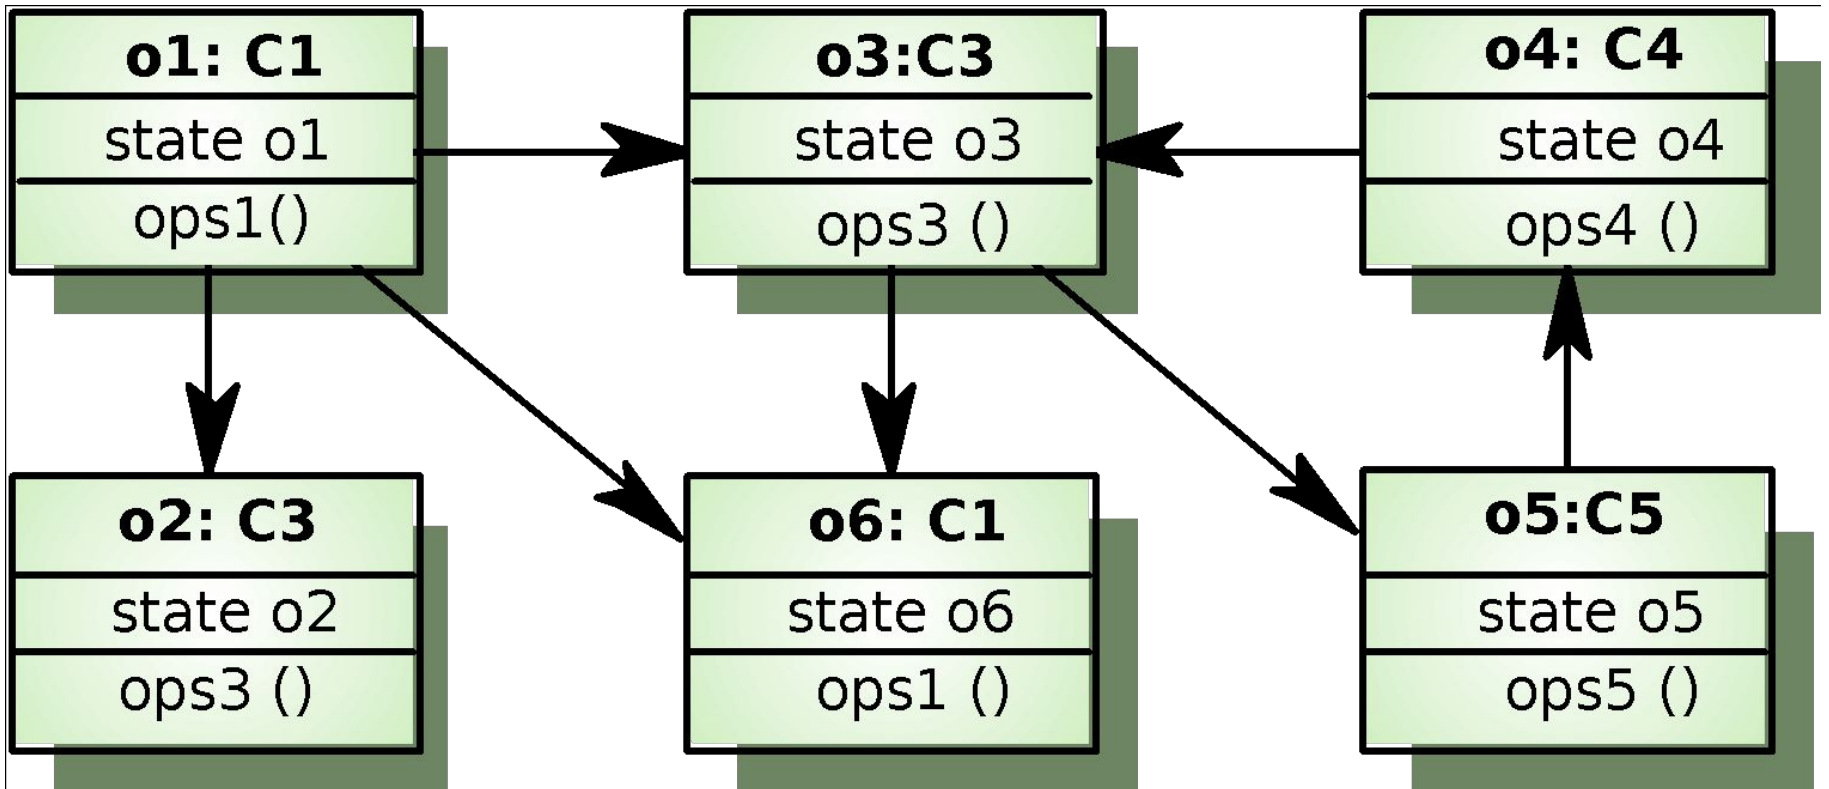 o1: C1
state o1
ops1()
o3:C3
state o3
ops3 ()
o4: C4
state o4
ops4 ()
o2: C3
state o2
ops3 ()
o6: C1
state o6
ops1 ()
o5:C5
state o5
ops5 ()